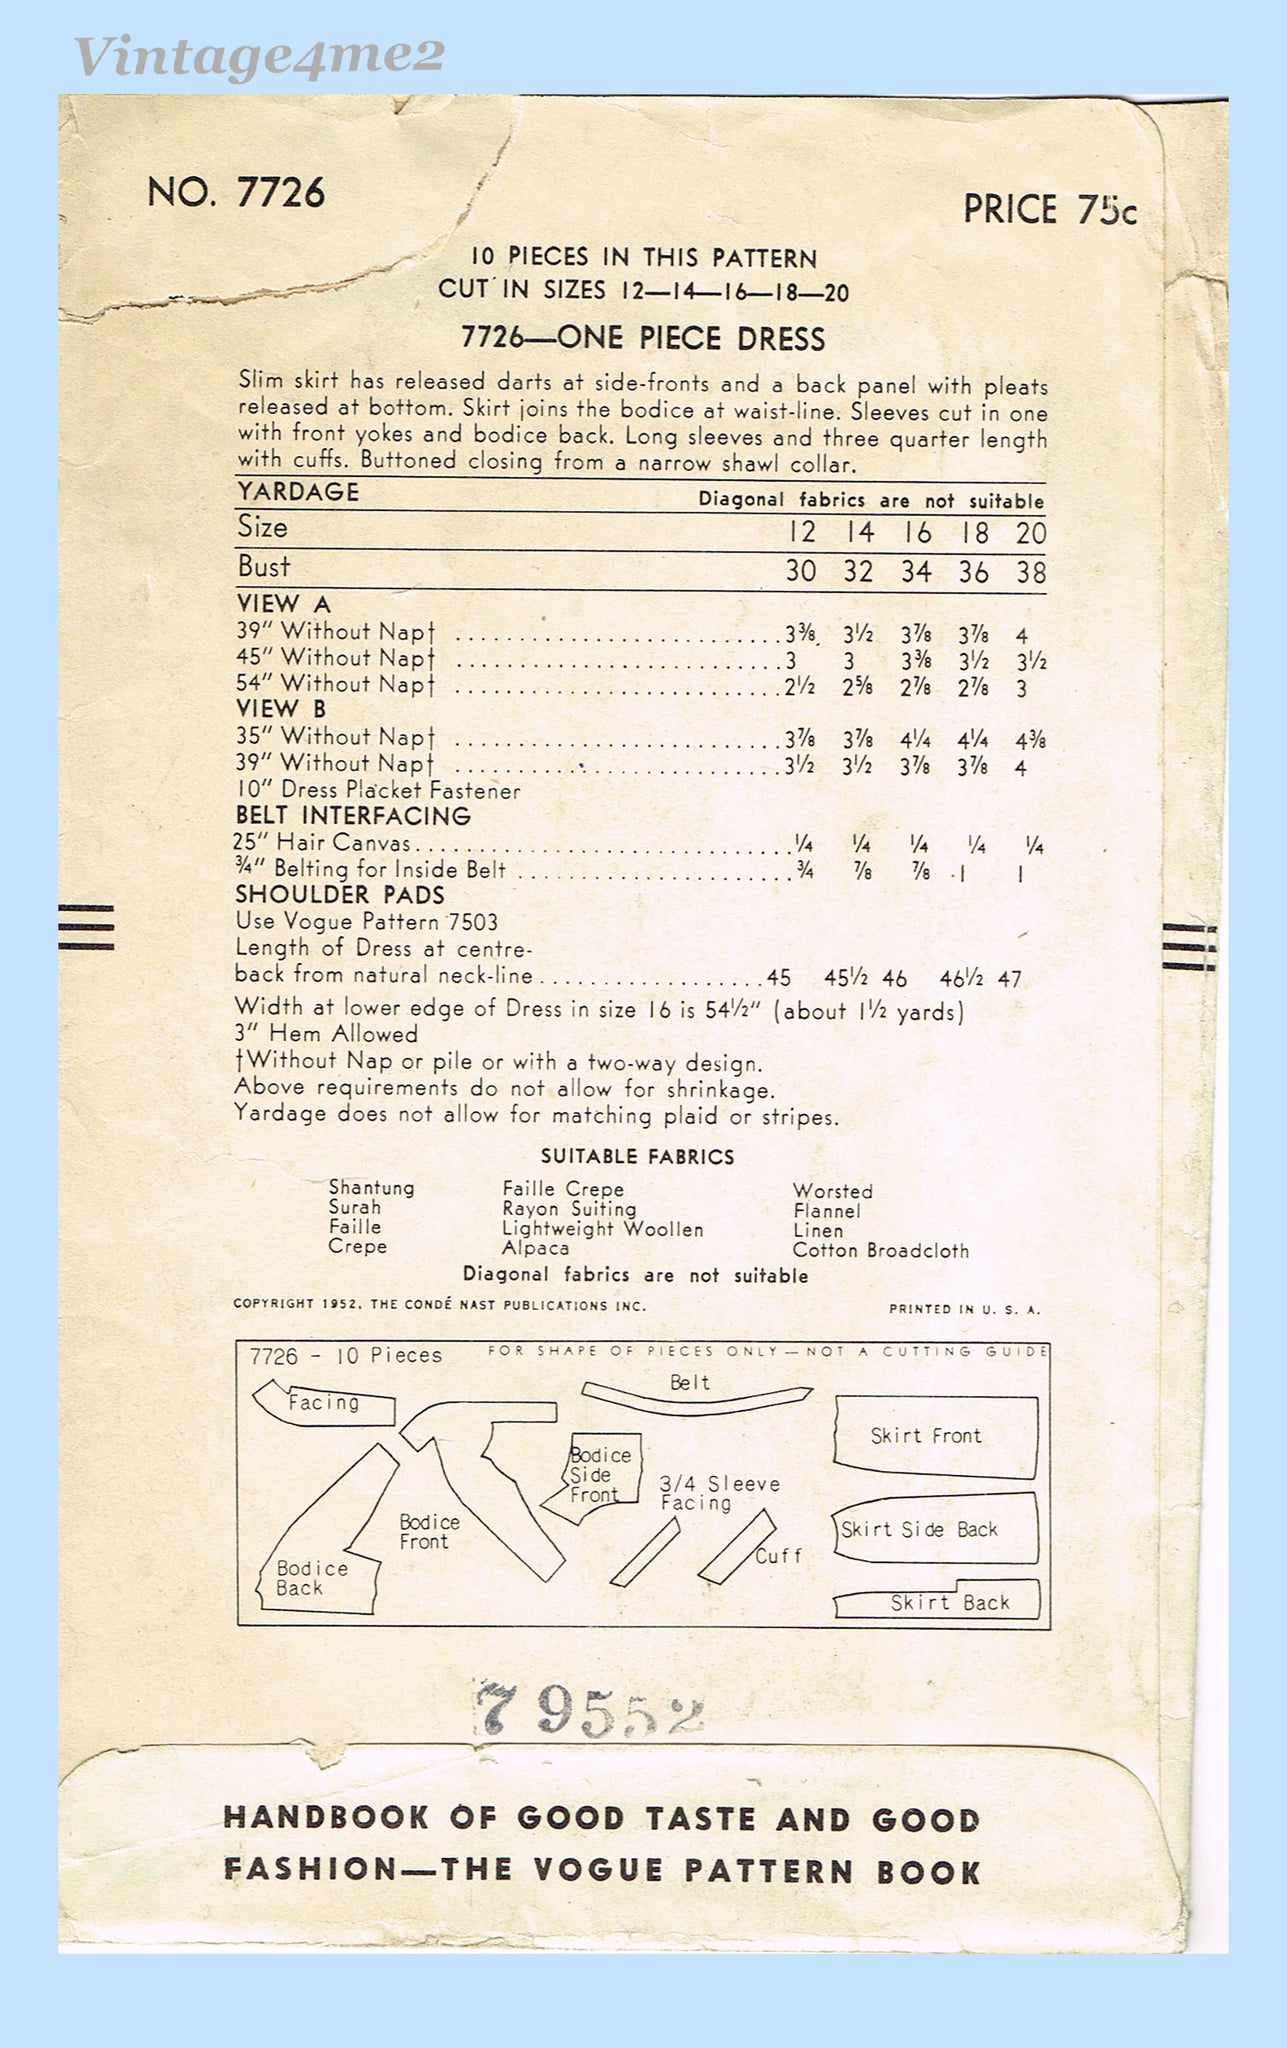 Vintage4me2
NO. 7726
PRICE 75c
10 PIECES IN THIS PATTERN
CUT IN SIZES 12—14—16—18—20
7726—ONE PIECE DRESS
Slim skirt has released darts at side-fronts and a back panel with pleats
released at bottom. Skirt joins the bodice at waist-line. Sleeves cut in one
with front yokes and bodice back. Long sleeves and three quarter length
with cuffs. Buttoned closing from a narrow shawl collar.
YARDAGE Diagonal fabrics are not suitable
Size 12 14 16 18 20
Bust 30 32 34 36 38
VIEW A
39" Without Nap† ............................3⅜ 3½ 3⅞ 3⅞ 4
45" Without Nap† ............................3 3 3⅜ 3½ 3½
54" Without Nap† ............................2½ 2⅝ 2⅞ 2⅞ 3
VIEW B
35" Without Nap† ............................3⅞ 3⅞ 4¼ 4¼ 4⅜
39" Without Nap† ............................3½ 3½ 3⅞ 3⅞ 4
10" Dress Placket Fastener
BELT INTERFACING
25" Hair Canvas................................¼ ¼ ¼ ¼ ¼
¾" Belting for Inside Belt ........................¾ ⅞ ⅞ 1 1
SHOULDER PADS
Use Vogue Pattern 7503
Length of Dress at centre-
back from natural neck-line...................45 45½ 46 46½ 47
Width at lower edge of Dress in size 16 is 54½" (about 1½ yards)
3" Hem Allowed
†Without Nap or pile or with a two-way design.
Above requirements do not allow for shrinkage.
Yardage does not allow for matching plaid or stripes.
SUITABLE FABRICS
Shantung Faille Crepe Worsted
Surah Rayon Suiting Flannel
Faille Lightweight Woollen Linen
Crepe Alpaca Cotton Broadcloth
Diagonal fabrics are not suitable
COPYRIGHT 1952, THE CONDÉ NAST PUBLICATIONS INC. PRINTED IN U. S. A.
7726 - 10 Pieces FOR SHAPE OF PIECES ONLY — NOT A CUTTING GUIDE
Facing
Belt
Skirt Front
Bodice
Side
Front
3/4 Sleeve
Facing
Bodice
Front
Skirt Side Back
Cuff
Bodice
Back
Skirt Back
79552
HANDBOOK OF GOOD TASTE AND GOOD
FASHION—THE VOGUE PATTERN BOOK